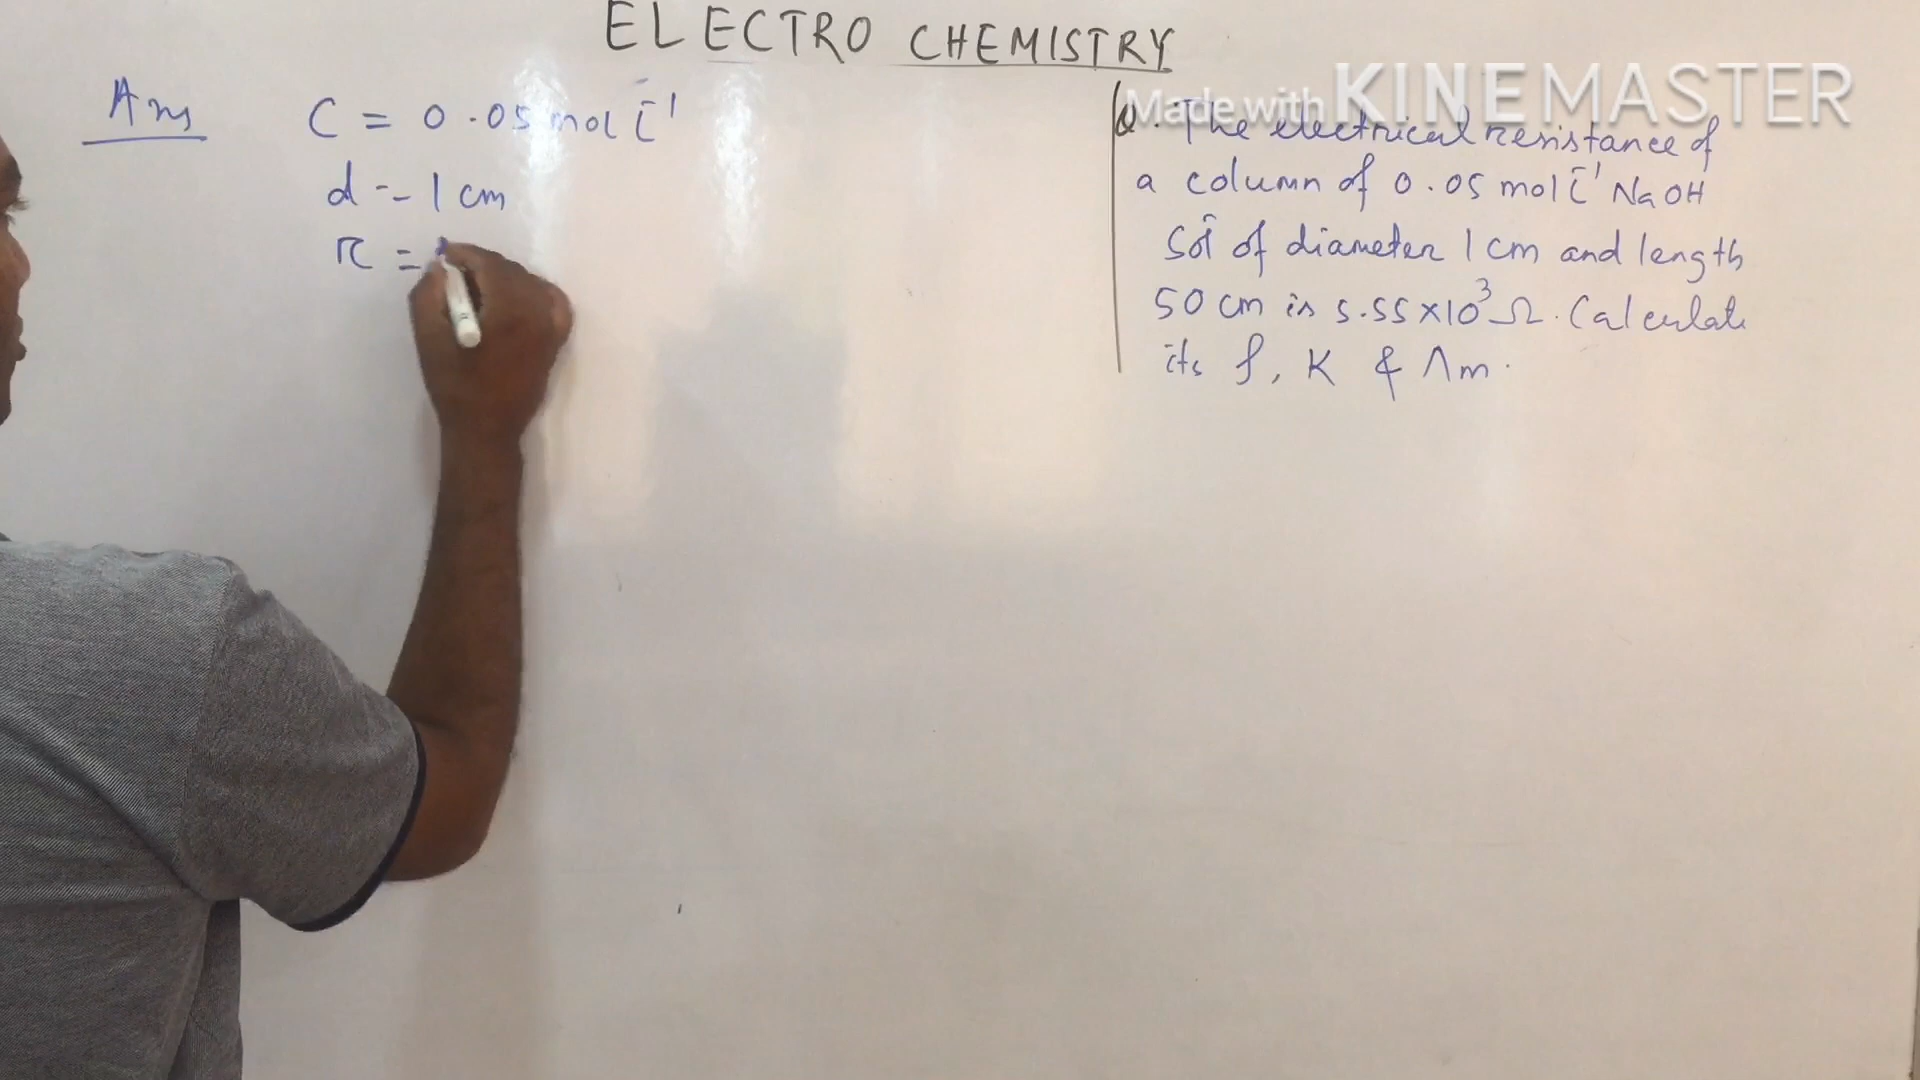 ELECTRO CHEMISTRY
Made with KINEMASTER
Ans C = 0.05 mol L⁻¹
d = 1 cm
r =
Q. The electrical resistance of
a column of 0.05 mol L⁻¹ NaOH
Solⁿ of diameter 1 cm and length
50 cm is 5.55×10³ Ω. Calculate
its ρ, K & Λm.